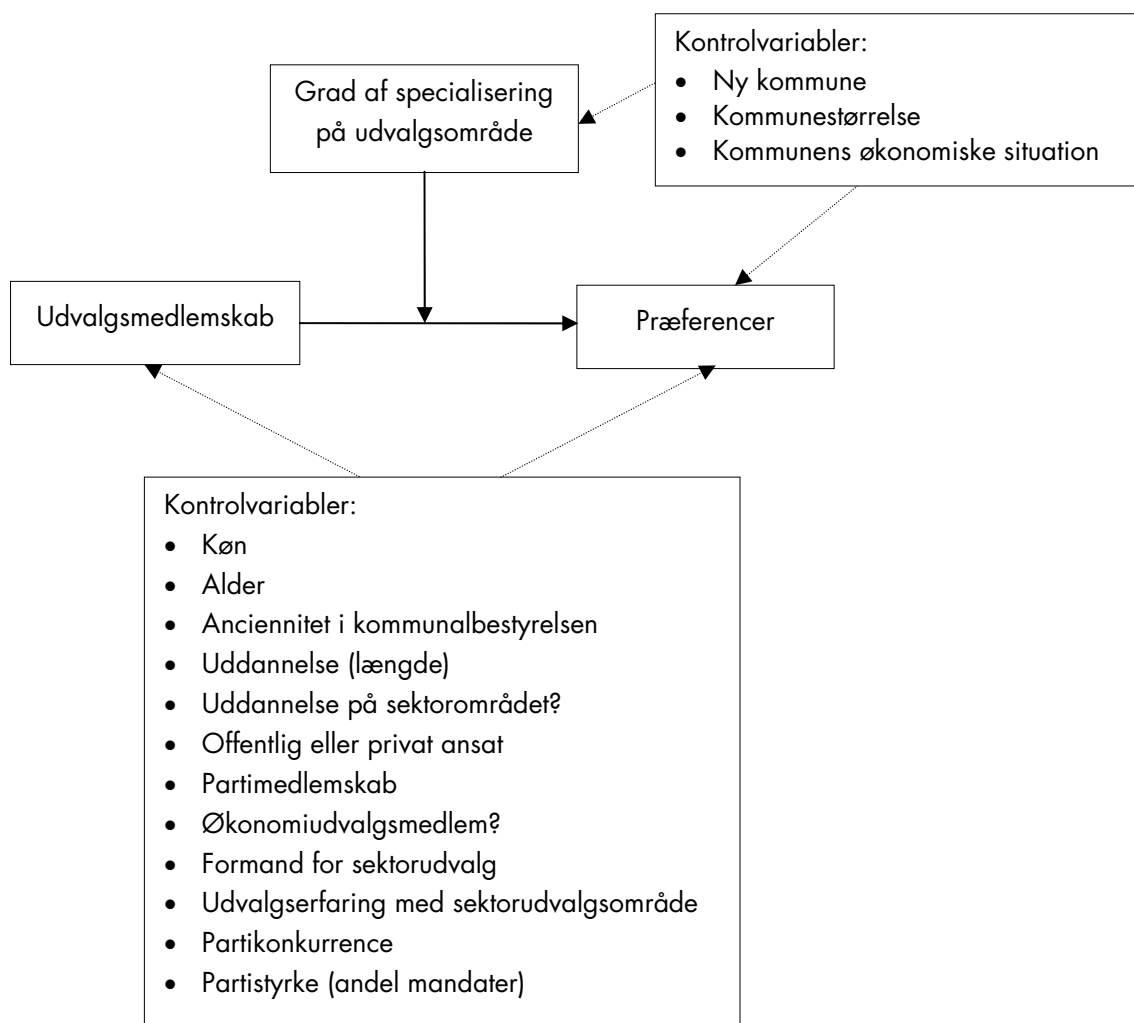 Kontrolvariabler:
• Ny kommune
• Kommunestørrelse
• Kommunens økonomiske situation
Grad af specialisering
på udvalgsområde
Udvalgsmedlemskab
Præferencer
Kontrolvariabler:
• Køn
• Alder
• Anciennitet i kommunalbestyrelsen
• Uddannelse (længde)
• Uddannelse på sektorområdet?
• Offentlig eller privat ansat
• Partimedlemskab
• Økonomiudvalgsmedlem?
• Formand for sektorudvalg
• Udvalgserfaring med sektorudvalgsområde
• Partikonkurrence
• Partistyrke (andel mandater)